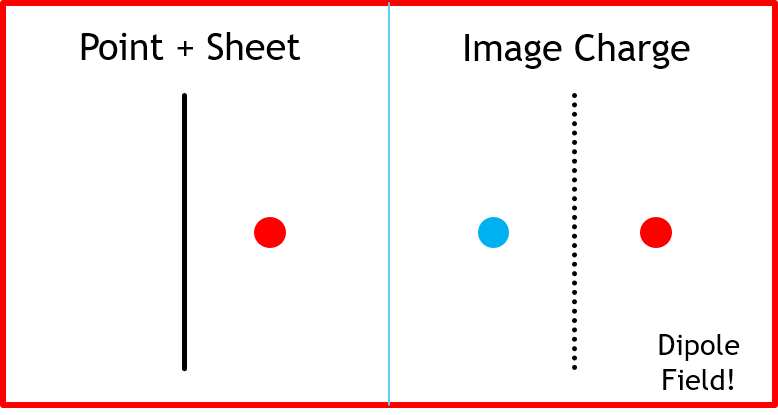 Point + Sheet
Image Charge
Dipole
Field!